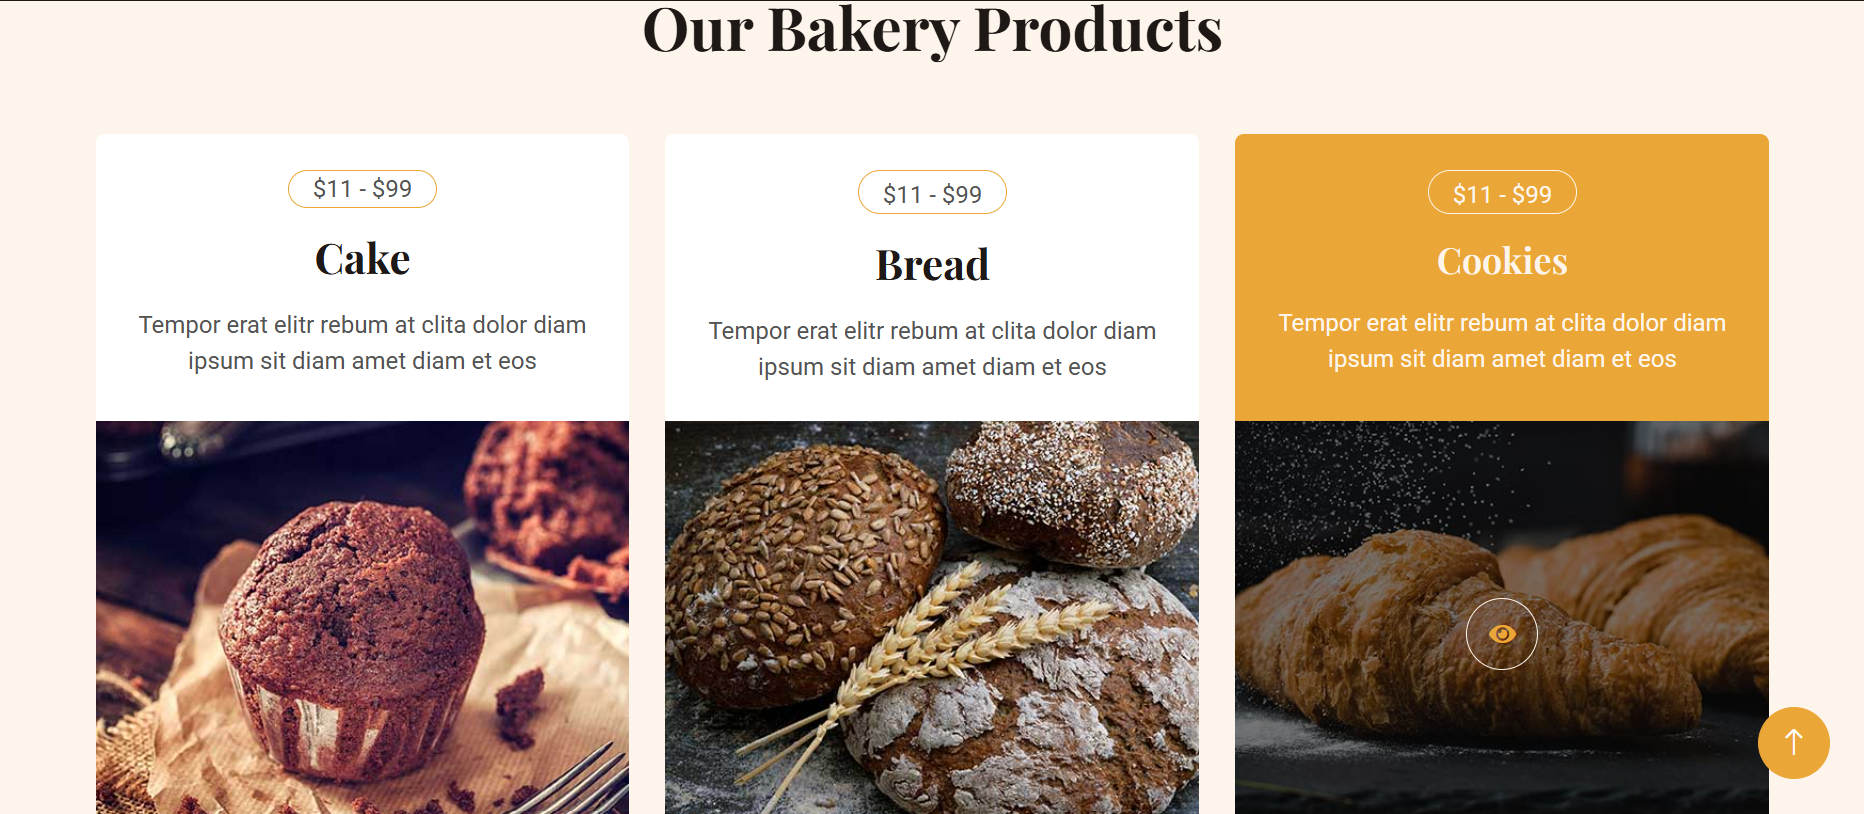 Our Bakery Products
$11 - $99
Cake
Tempor erat elitr rebum at clita dolor diam
ipsum sit diam amet diam et eos
$11 - $99
Bread
Tempor erat elitr rebum at clita dolor diam
ipsum sit diam amet diam et eos
$11 - $99
Cookies
Tempor erat elitr rebum at clita dolor diam
ipsum sit diam amet diam et eos